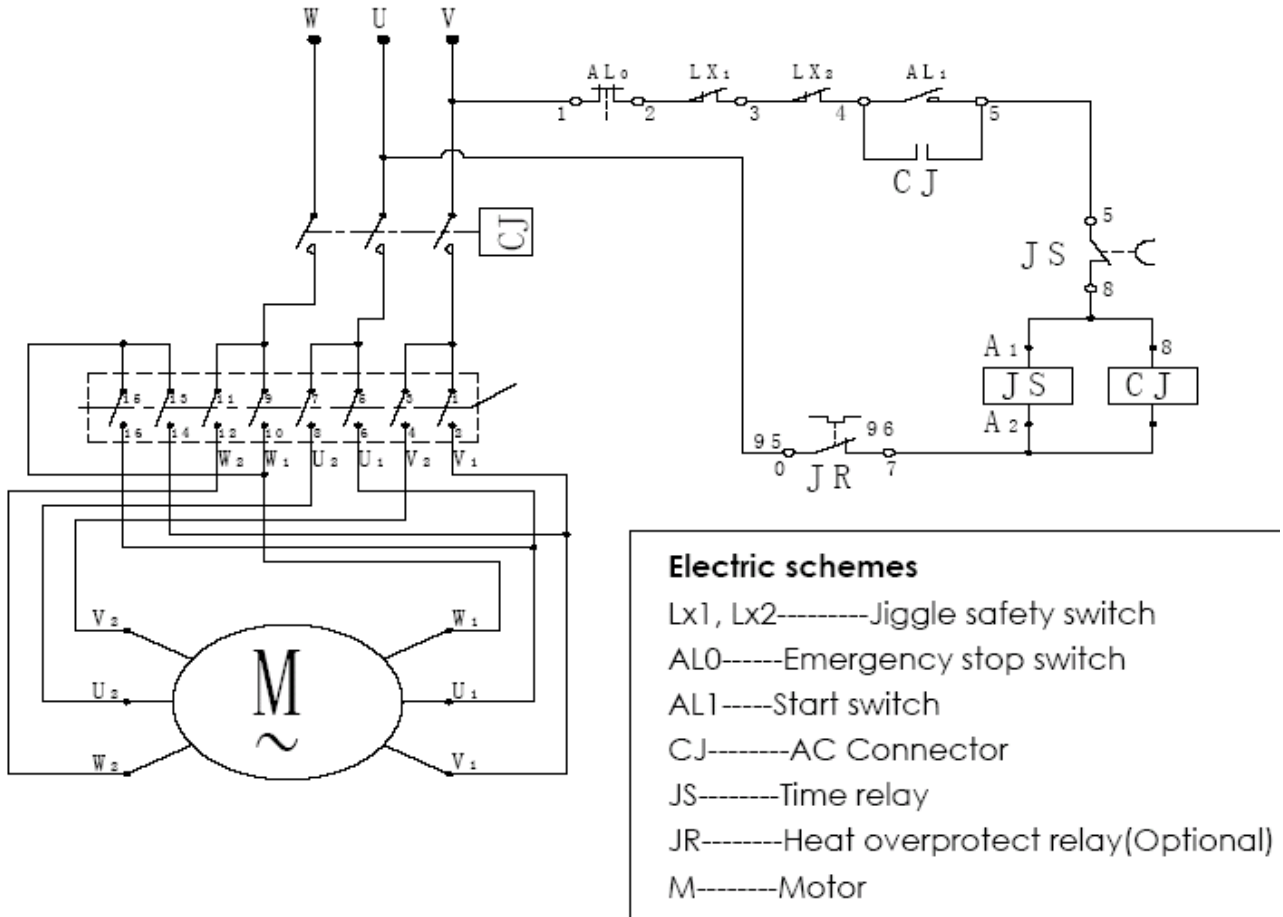 W U V
AL₀ LX₁ LX₂ AL₁
1 2 3 4 5
CJ
CJ
5
JS
8
A₁ 8
JS CJ
A₂
95 96
0 7
JR
15 13 11 9 7 5 3 1
16 14 12 10 8 6 4 2
W₂ W₁ U₂ U₁ V₂ V₁
V₂ W₁
M
U₂ U₁
~
W₂ V₁
Electric schemes
Lx1, Lx2---------Jiggle safety switch
AL0------Emergency stop switch
AL1-----Start switch
CJ--------AC Connector
JS--------Time relay
JR--------Heat overprotect relay(Optional)
M--------Motor